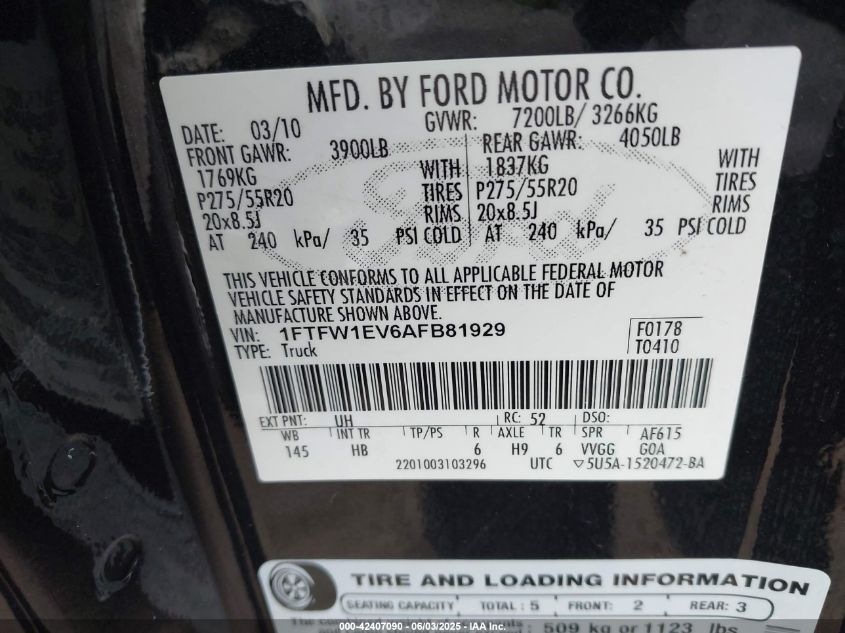 MFD. BY FORD MOTOR CO.
DATE: 03/10 GVWR: 7200LB/ 3266KG
FRONT GAWR: 3900LB REAR GAWR: 4050LB
1769KG WITH 1837KG WITH
P275/55R20 TIRES P275/55R20 TIRES
20x8.5J RIMS 20x8.5J RIMS
AT 240 kPa/ 35 PSI COLD AT 240 kPa/ 35 PSI COLD
THIS VEHICLE CONFORMS TO ALL APPLICABLE FEDERAL MOTOR
VEHICLE SAFETY STANDARDS IN EFFECT ON THE DATE OF
MANUFACTURE SHOWN ABOVE.
VIN: 1FTFW1EV6AFB81929 F0178
TYPE: Truck T0410
EXT PNT: UH RC: 52 DSO:
WB INT TR TP/PS R AXLE TR SPR AF615
145 HB 6 H9 6 VVGG GOA
2201003103296 UTC ▽5U5A-1520472-BA
TIRE AND LOADING INFORMATION
SEATING CAPACITY TOTAL : 5 FRONT: 2 REAR: 3
509 kg or 1123 lbs
000-42407090 - 06/03/2025 - IAA Inc.